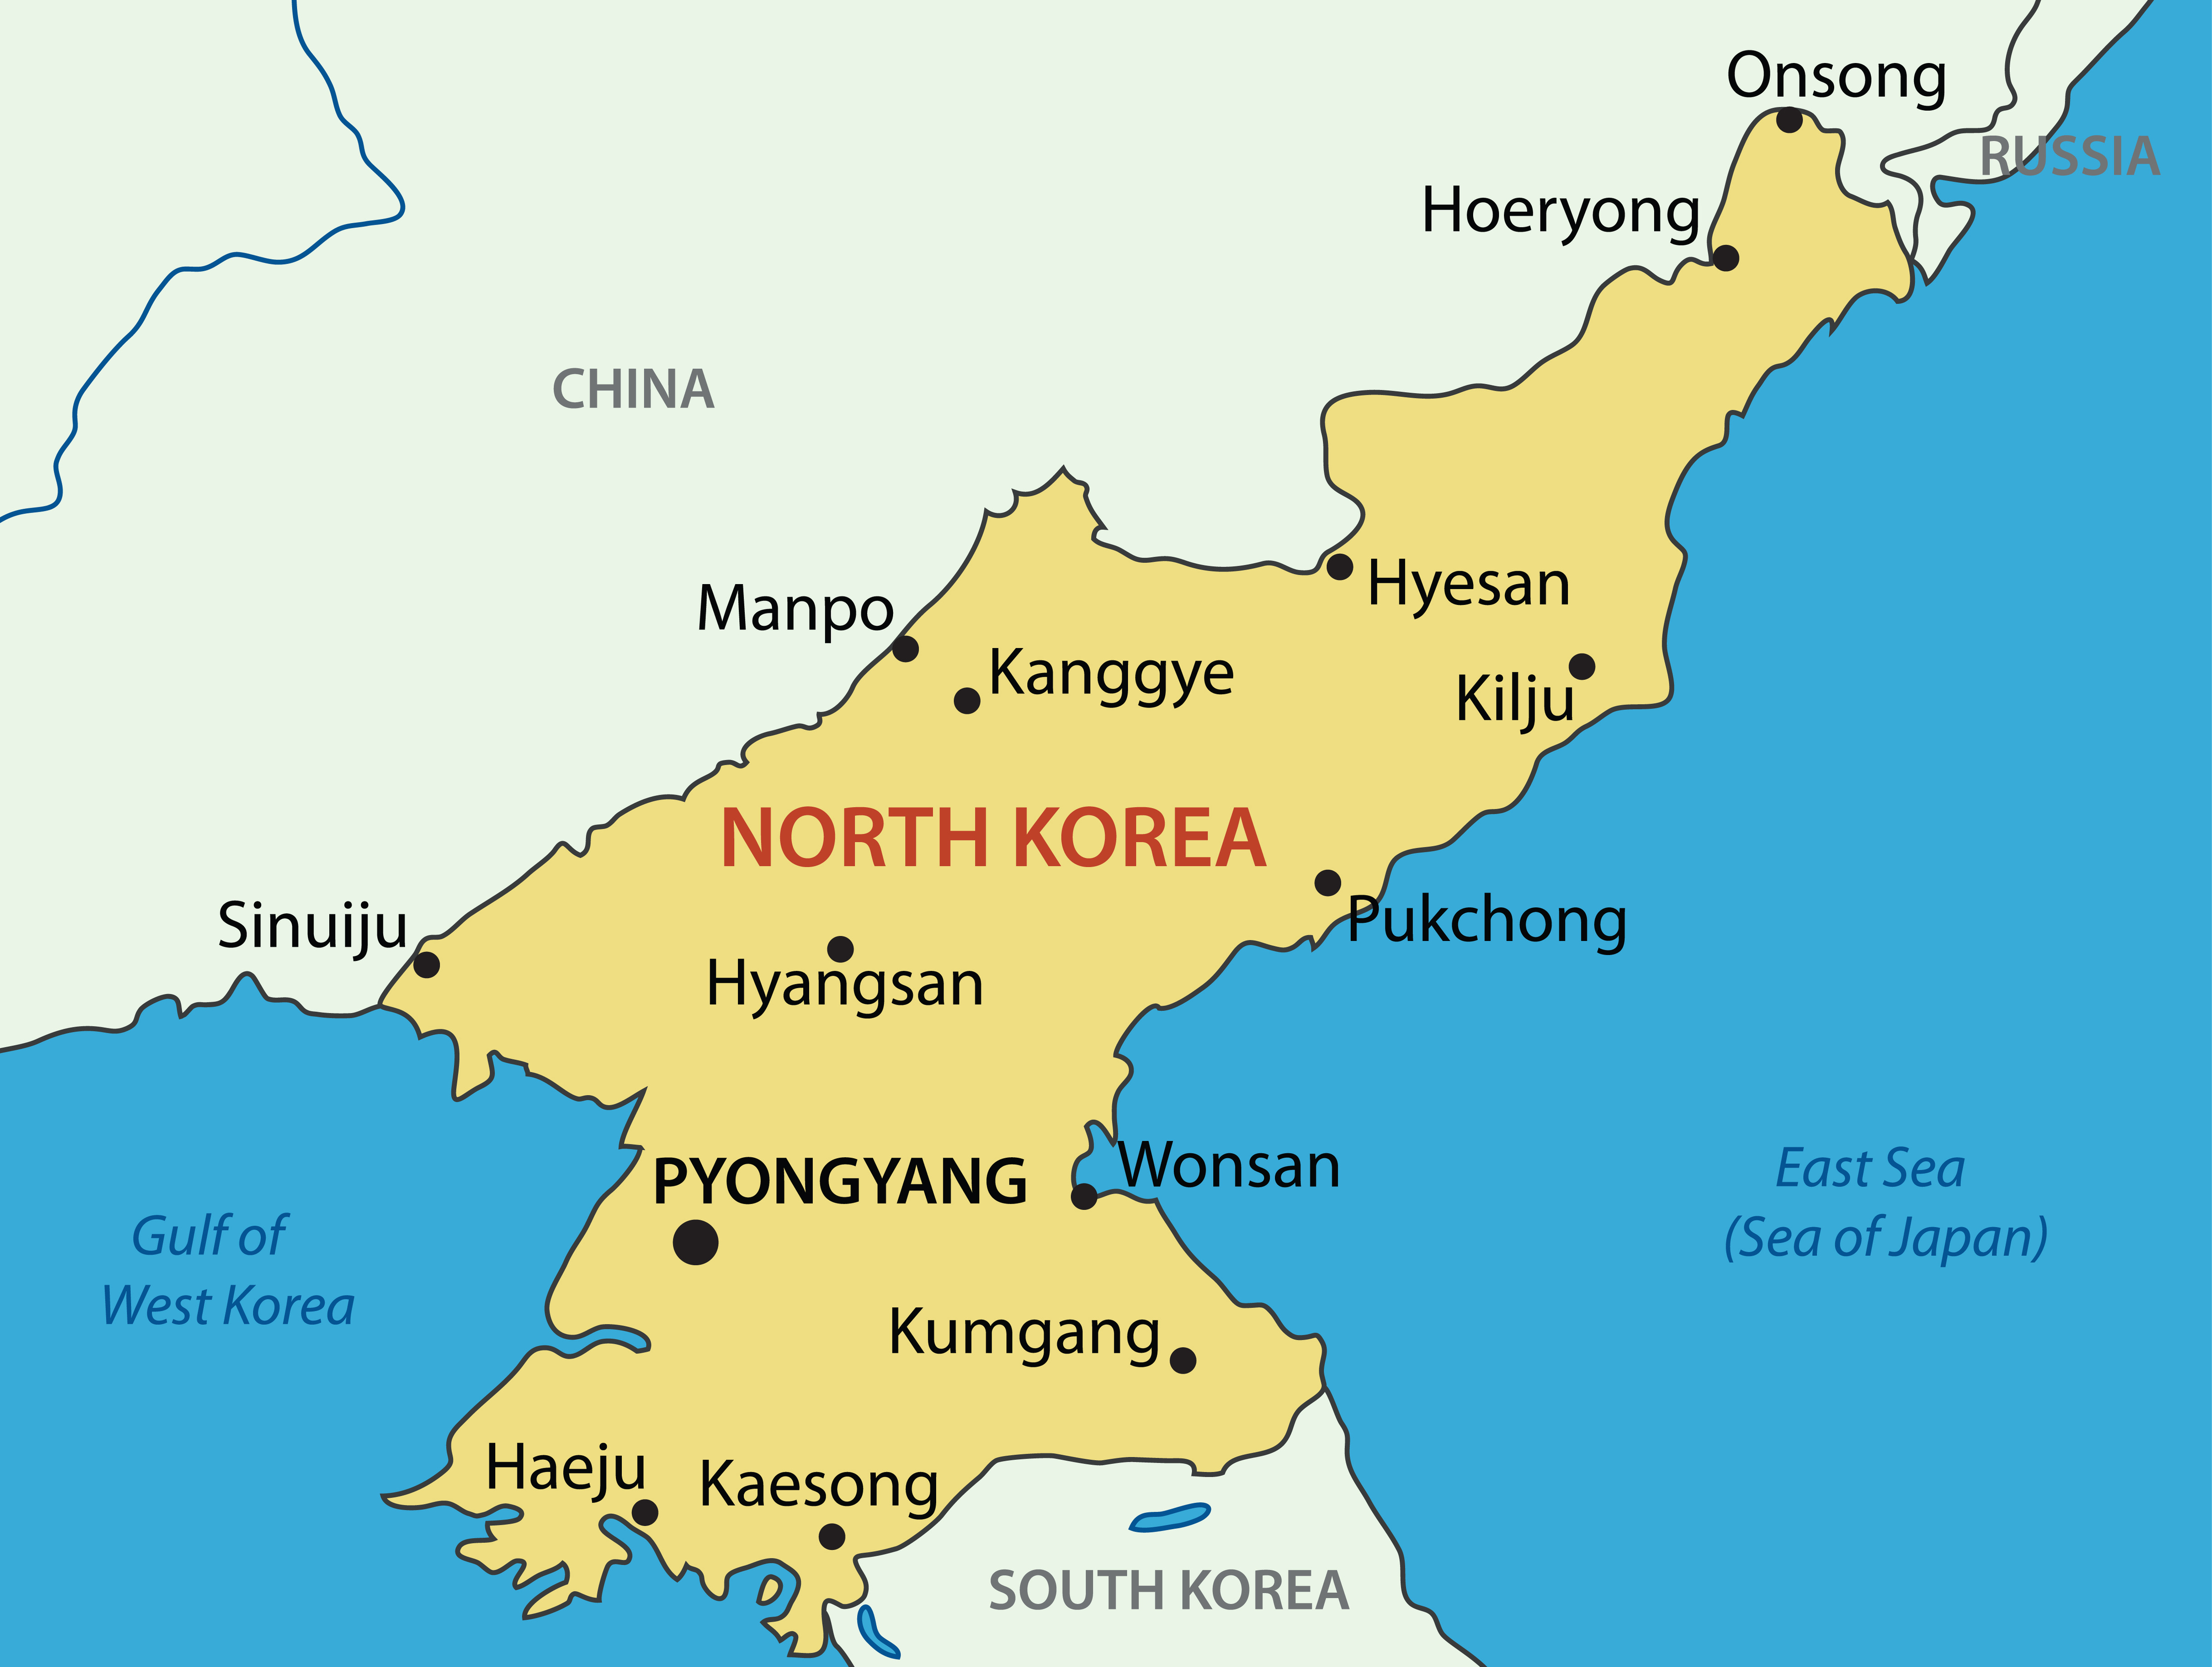 Onsong
RUSSIA
Hoeryong
CHINA
Hyesan
Manpo
Kanggye
Kilju
NORTH KOREA
Sinuiju
Pukchong
Hyangsan
PYONGYANG
Wonsan
East Sea
(Sea of Japan)
Gulf of
West Korea
Kumgang
Haeju
Kaesong
SOUTH KOREA